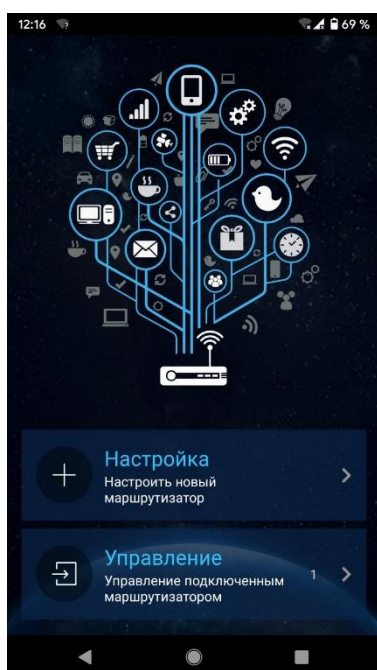 12:16 69 %
Настройка
Настроить новый
маршрутизатор
Управление
Управление подключенным
маршрутизатором
1